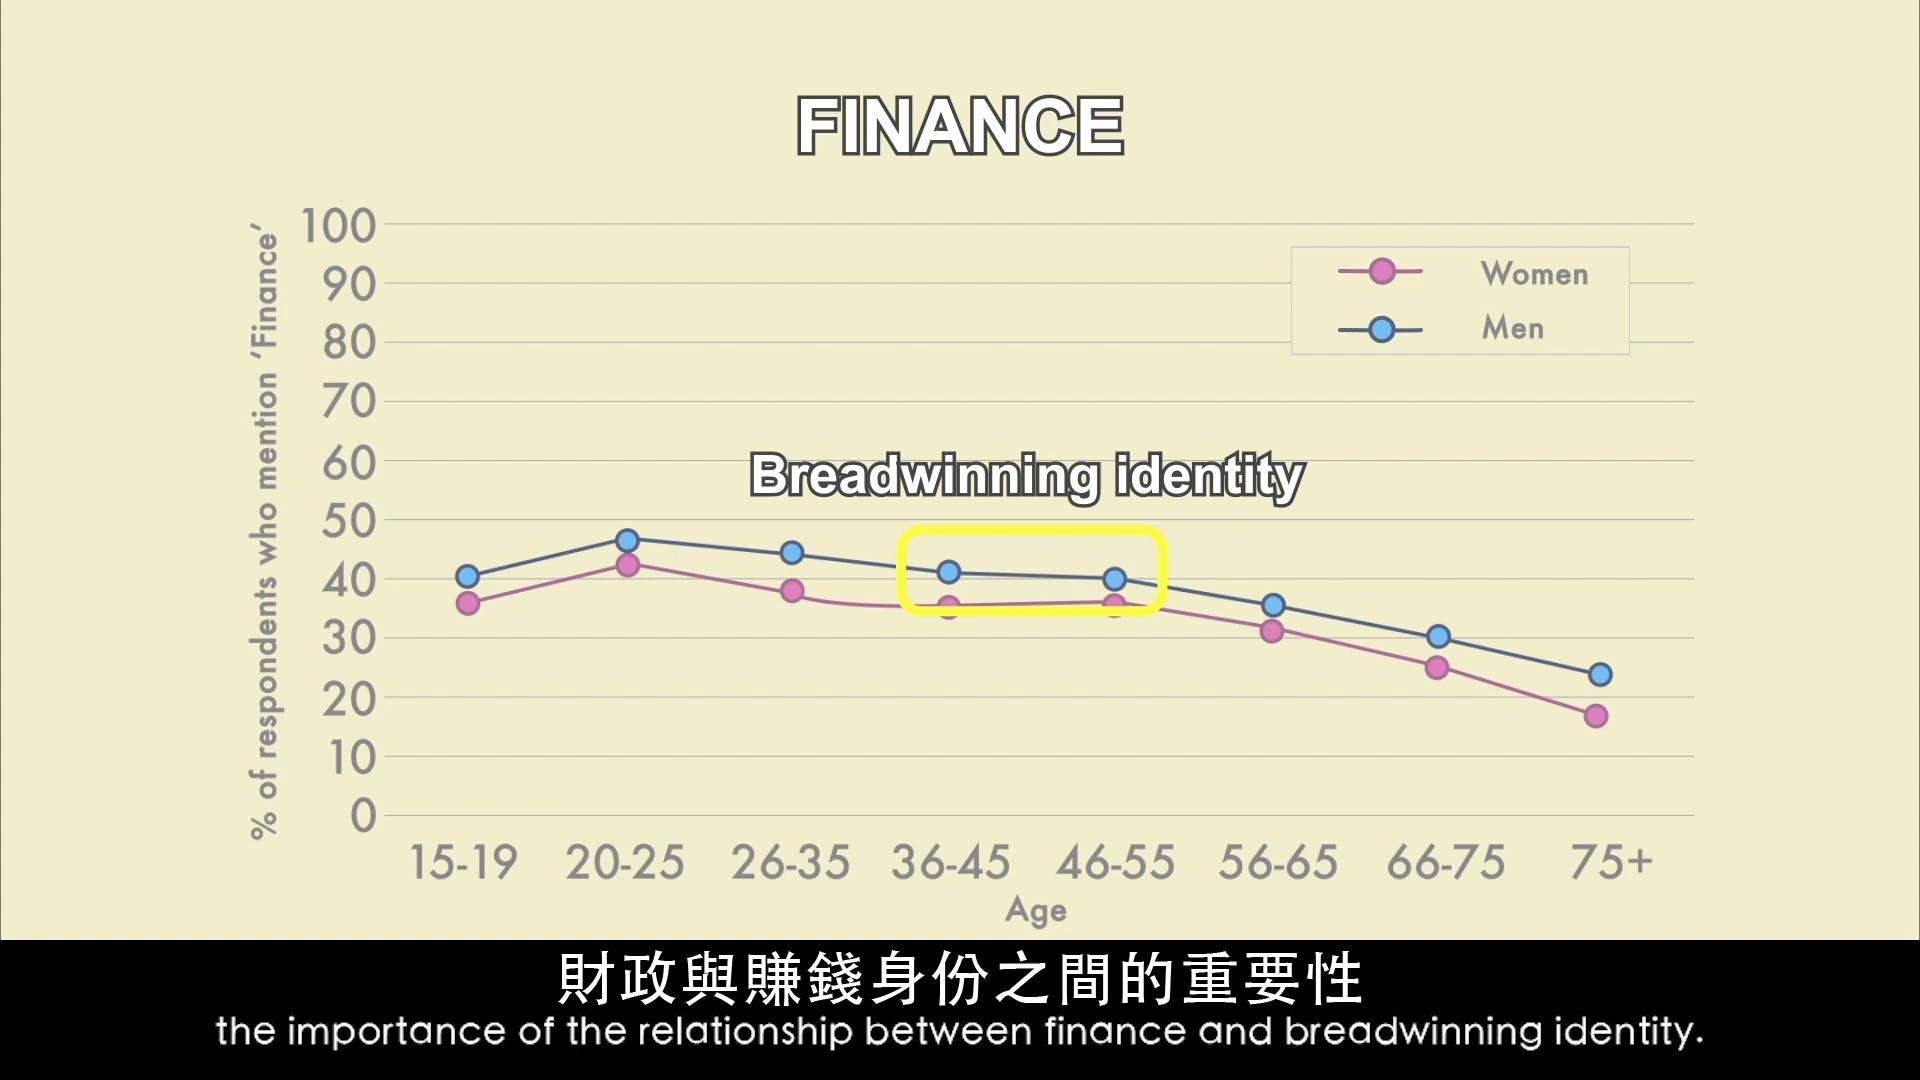 FINANCE
% of respondents who mention ‘Finance’
100
90
80
70
60
50
40
30
20
10
0
Women
Men
Breadwinning identity
15-19 20-25 26-35 36-45 46-55 56-65 66-75 75+
Age
財政與賺錢身份之間的重要性
the importance of the relationship between finance and breadwinning identity.